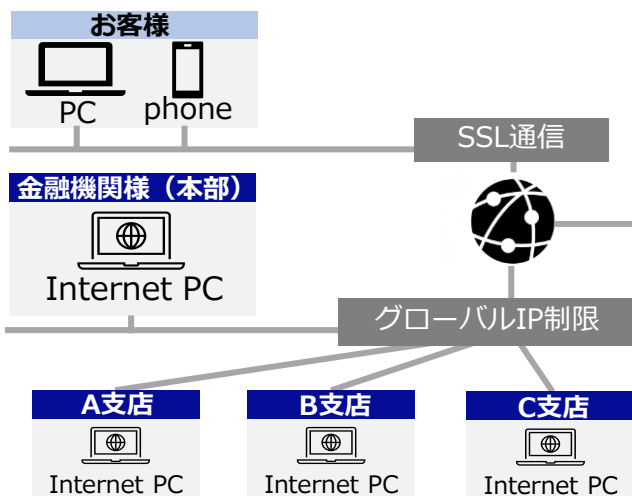 お客様
PC
phone
SSL通信
金融機関様（本部）
Internet PC
グローバルIP制限
A支店
B支店
C支店
Internet PC
Internet PC
Internet PC